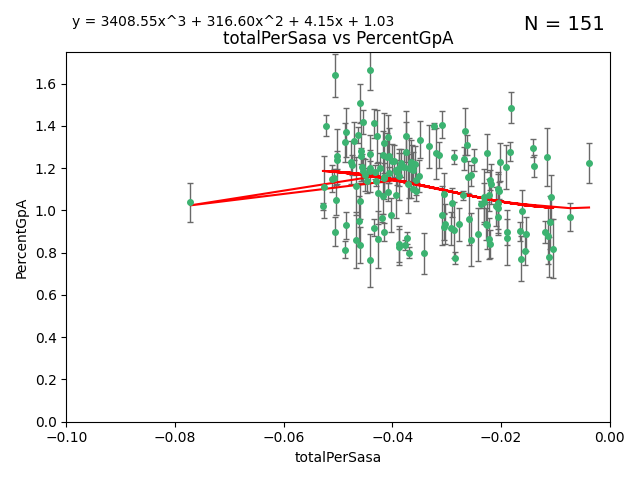 y = 3408.55x^3 + 316.60x^2 + 4.15x + 1.03
N = 151
totalPerSasa vs PercentGpA
PercentGpA
1.6
1.4
1.2
1.0
0.8
0.6
0.4
0.2
0.0
−0.10 −0.08 −0.06 −0.04 −0.02 0.00
totalPerSasa